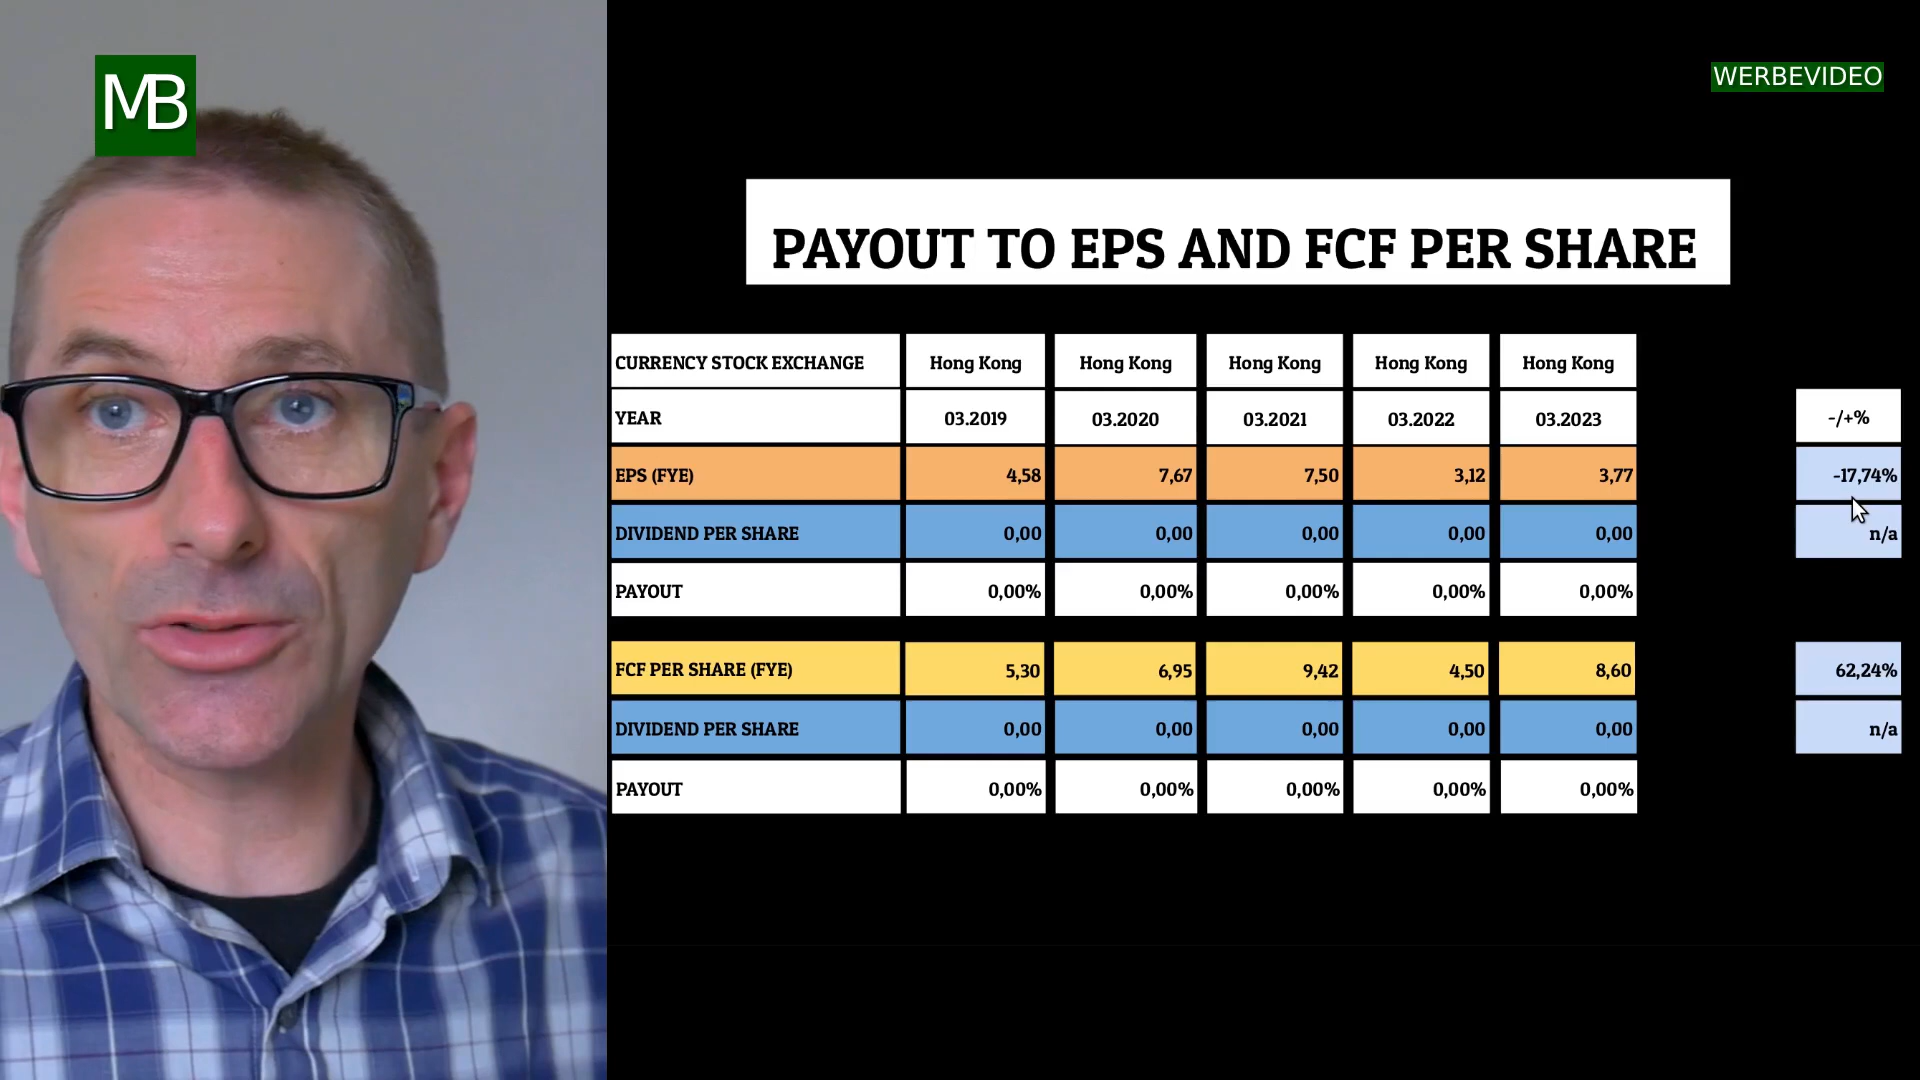 MB
WERBEVIDEO
PAYOUT TO EPS AND FCF PER SHARE
CURRENCY STOCK EXCHANGE Hong Kong Hong Kong Hong Kong Hong Kong Hong Kong
YEAR 03.2019 03.2020 03.2021 03.2022 03.2023 -/+%
EPS (FYE) 4,58 7,67 7,50 3,12 3,77 -17,74%
DIVIDEND PER SHARE 0,00 0,00 0,00 0,00 0,00 n/a
PAYOUT 0,00% 0,00% 0,00% 0,00% 0,00%
FCF PER SHARE (FYE) 5,30 6,95 9,42 4,50 8,60 62,24%
DIVIDEND PER SHARE 0,00 0,00 0,00 0,00 0,00 n/a
PAYOUT 0,00% 0,00% 0,00% 0,00% 0,00%